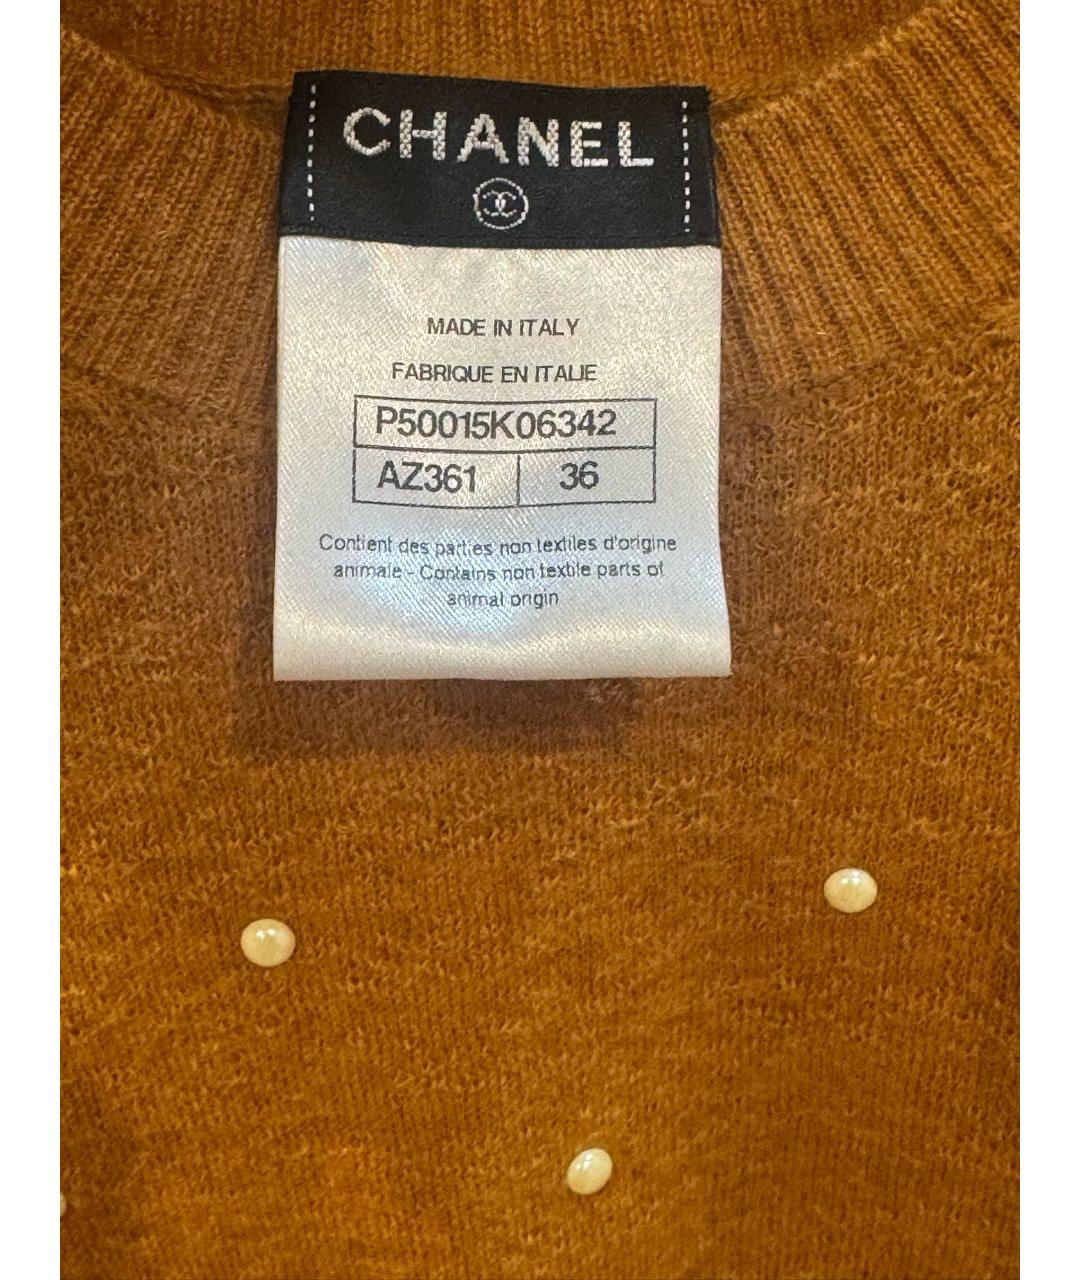 CHANEL
MADE IN ITALY
FABRIQUE EN ITALIE
P50015K06342
AZ361 36
Contient des parties non textiles d'origine
animale - Contains non textile parts of
animal origin